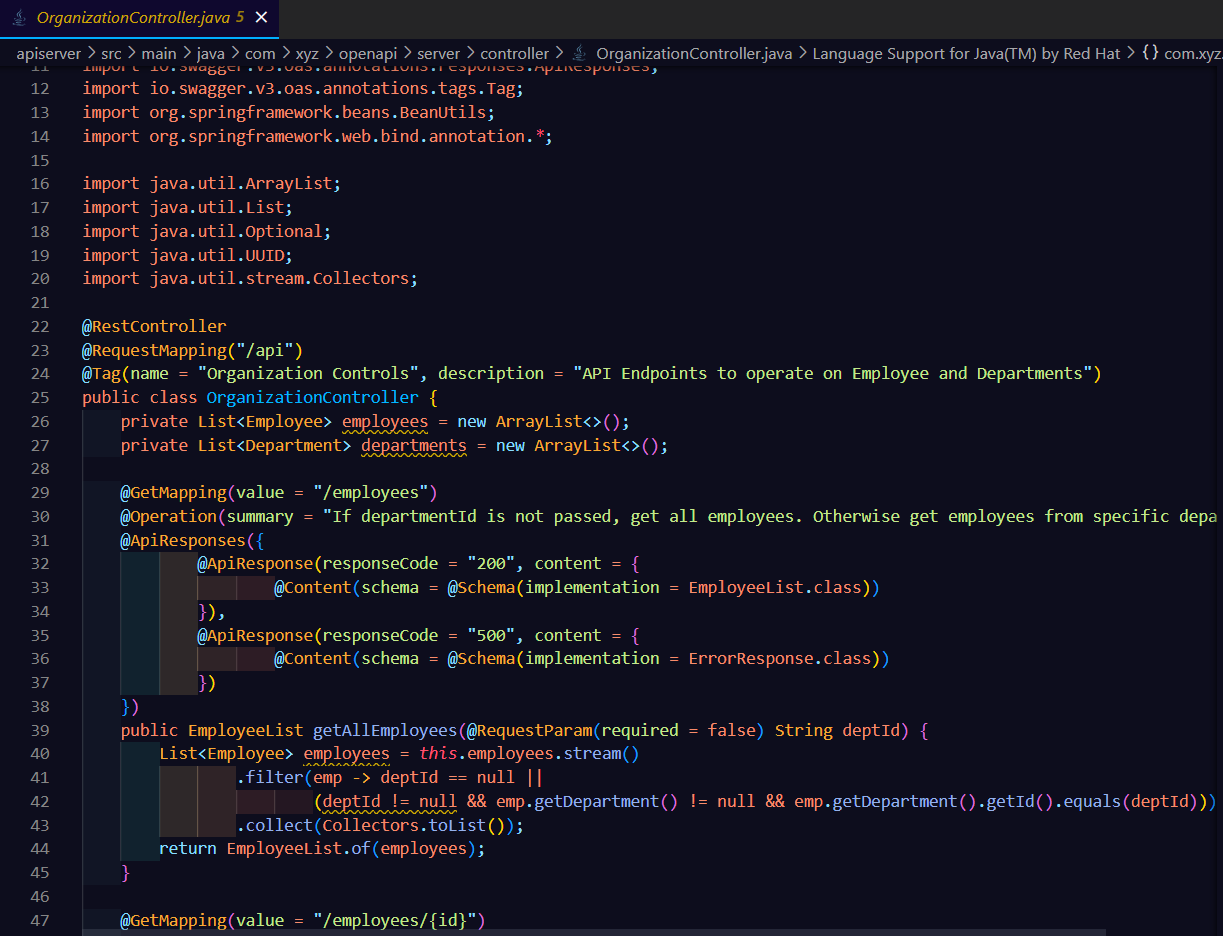 OrganizationController.java 5
apiserver > src > main > java > com > xyz > openapi > server > controller > OrganizationController.java > Language Support for Java(TM) by Red Hat > {} com.xyz.
11 import io.swagger.v3.oas.annotations.responses.ApiResponses;
12 import io.swagger.v3.oas.annotations.tags.Tag;
13 import org.springframework.beans.BeanUtils;
14 import org.springframework.web.bind.annotation.*;
15
16 import java.util.ArrayList;
17 import java.util.List;
18 import java.util.Optional;
19 import java.util.UUID;
20 import java.util.stream.Collectors;
21
22 @RestController
23 @RequestMapping("/api")
24 @Tag(name = "Organization Controls", description = "API Endpoints to operate on Employee and Departments")
25 public class OrganizationController {
26     private List<Employee> employees = new ArrayList<>();
27     private List<Department> departments = new ArrayList<>();
28
29     @GetMapping(value = "/employees")
30     @Operation(summary = "If departmentId is not passed, get all employees. Otherwise get employees from specific depa
31     @ApiResponses({
32             @ApiResponse(responseCode = "200", content = {
33                     @Content(schema = @Schema(implementation = EmployeeList.class))
34             }),
35             @ApiResponse(responseCode = "500", content = {
36                     @Content(schema = @Schema(implementation = ErrorResponse.class))
37             })
38     })
39     public EmployeeList getAllEmployees(@RequestParam(required = false) String deptId) {
40         List<Employee> employees = this.employees.stream()
41                 .filter(emp -> deptId == null ||
42                         (deptId != null && emp.getDepartment() != null && emp.getDepartment().getId().equals(deptId)))
43                 .collect(Collectors.toList());
44         return EmployeeList.of(employees);
45     }
46
47     @GetMapping(value = "/employees/{id}")